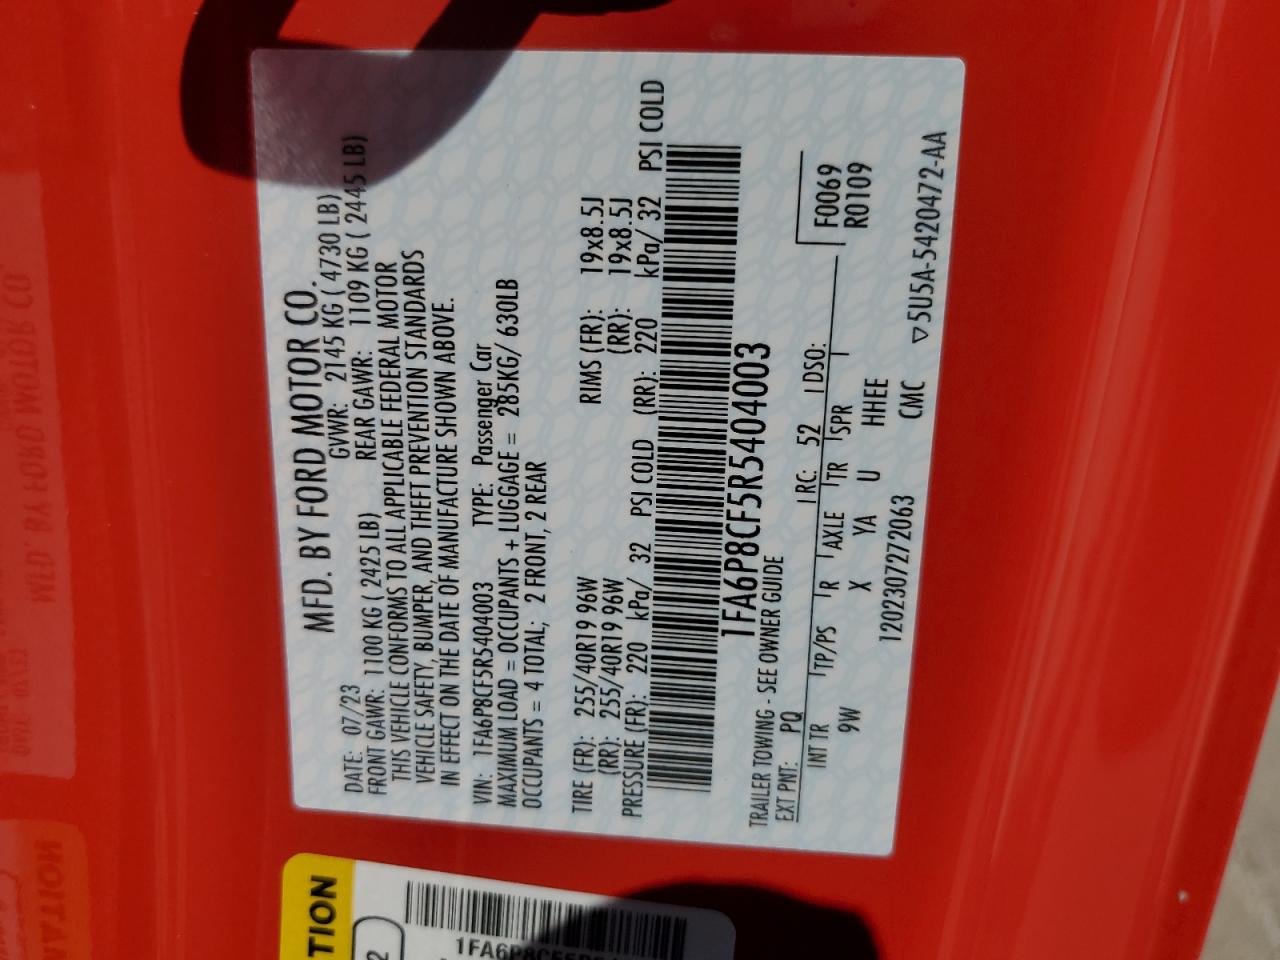 MFD. BY FORD MOTOR CO.
DATE: 07/23 GVWR: 2145 KG ( 4730 LB)
FRONT GAWR: 1100 KG ( 2425 LB) REAR GAWR: 1109 KG ( 2445 LB)
THIS VEHICLE CONFORMS TO ALL APPLICABLE FEDERAL MOTOR
VEHICLE SAFETY, BUMPER, AND THEFT PREVENTION STANDARDS
IN EFFECT ON THE DATE OF MANUFACTURE SHOWN ABOVE.
VIN: 1FA6P8CF5R5404003 TYPE: Passenger Car
MAXIMUM LOAD = OCCUPANTS + LUGGAGE = 285KG/ 630LB
OCCUPANTS = 4 TOTAL; 2 FRONT, 2 REAR
TIRE (FR): 255/40R19 96W RIMS (FR): 19x8.5J
(RR): 255/40R19 96W (RR): 19x8.5J
PRESSURE (FR): 220 kPa/ 32 PSI COLD (RR): 220 kPa/ 32 PSI COLD
1FA6P8CF5R5404003
TRAILER TOWING - SEE OWNER GUIDE
EXT PNT: PQ RC: 52 DSO: F0069
INT TR TP/PS R AXLE TR SPR R0109
9W X YA U HHEE
1202307272063 CMC ▽5U5A-5420472-AA
TION
2